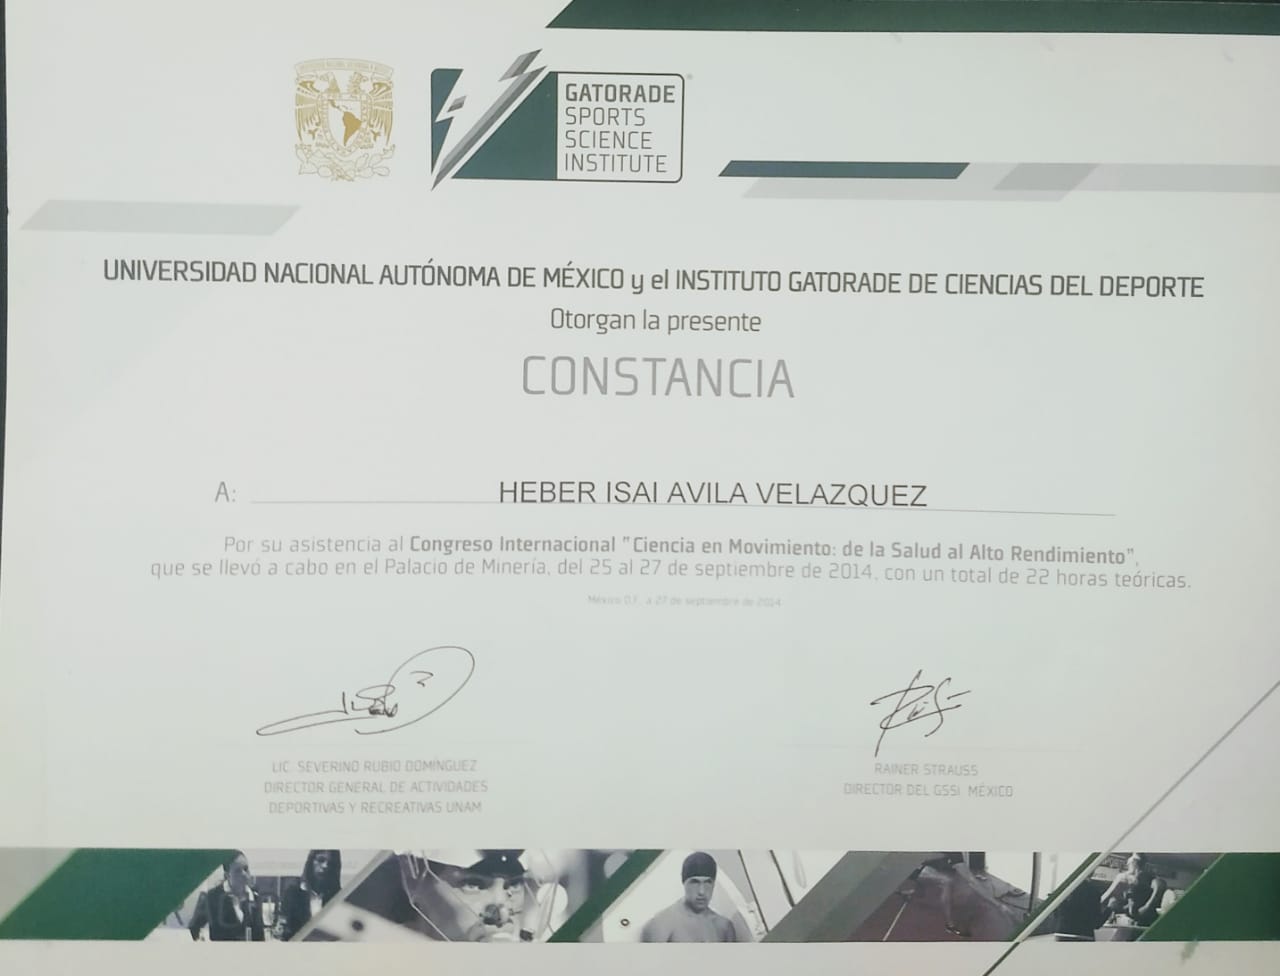 GATORADE
SPORTS
SCIENCE
INSTITUTE
UNIVERSIDAD NACIONAL AUTÓNOMA DE MÉXICO y el INSTITUTO GATORADE DE CIENCIAS DEL DEPORTE
Otorgan la presente
CONSTANCIA
A: HEBER ISAI AVILA VELAZQUEZ
Por su asistencia al Congreso Internacional "Ciencia en Movimiento: de la Salud al Alto Rendimiento",
que se llevó a cabo en el Palacio de Minería, del 25 al 27 de septiembre de 2014, con un total de 22 horas teóricas.
México D.F., a 27 de septiembre de 2014
LIC. SEVERINO RUBIO DOMÍNGUEZ
DIRECTOR GENERAL DE ACTIVIDADES
DEPORTIVAS Y RECREATIVAS UNAM
RAINER STRAUSS
DIRECTOR DEL GSSI MÉXICO